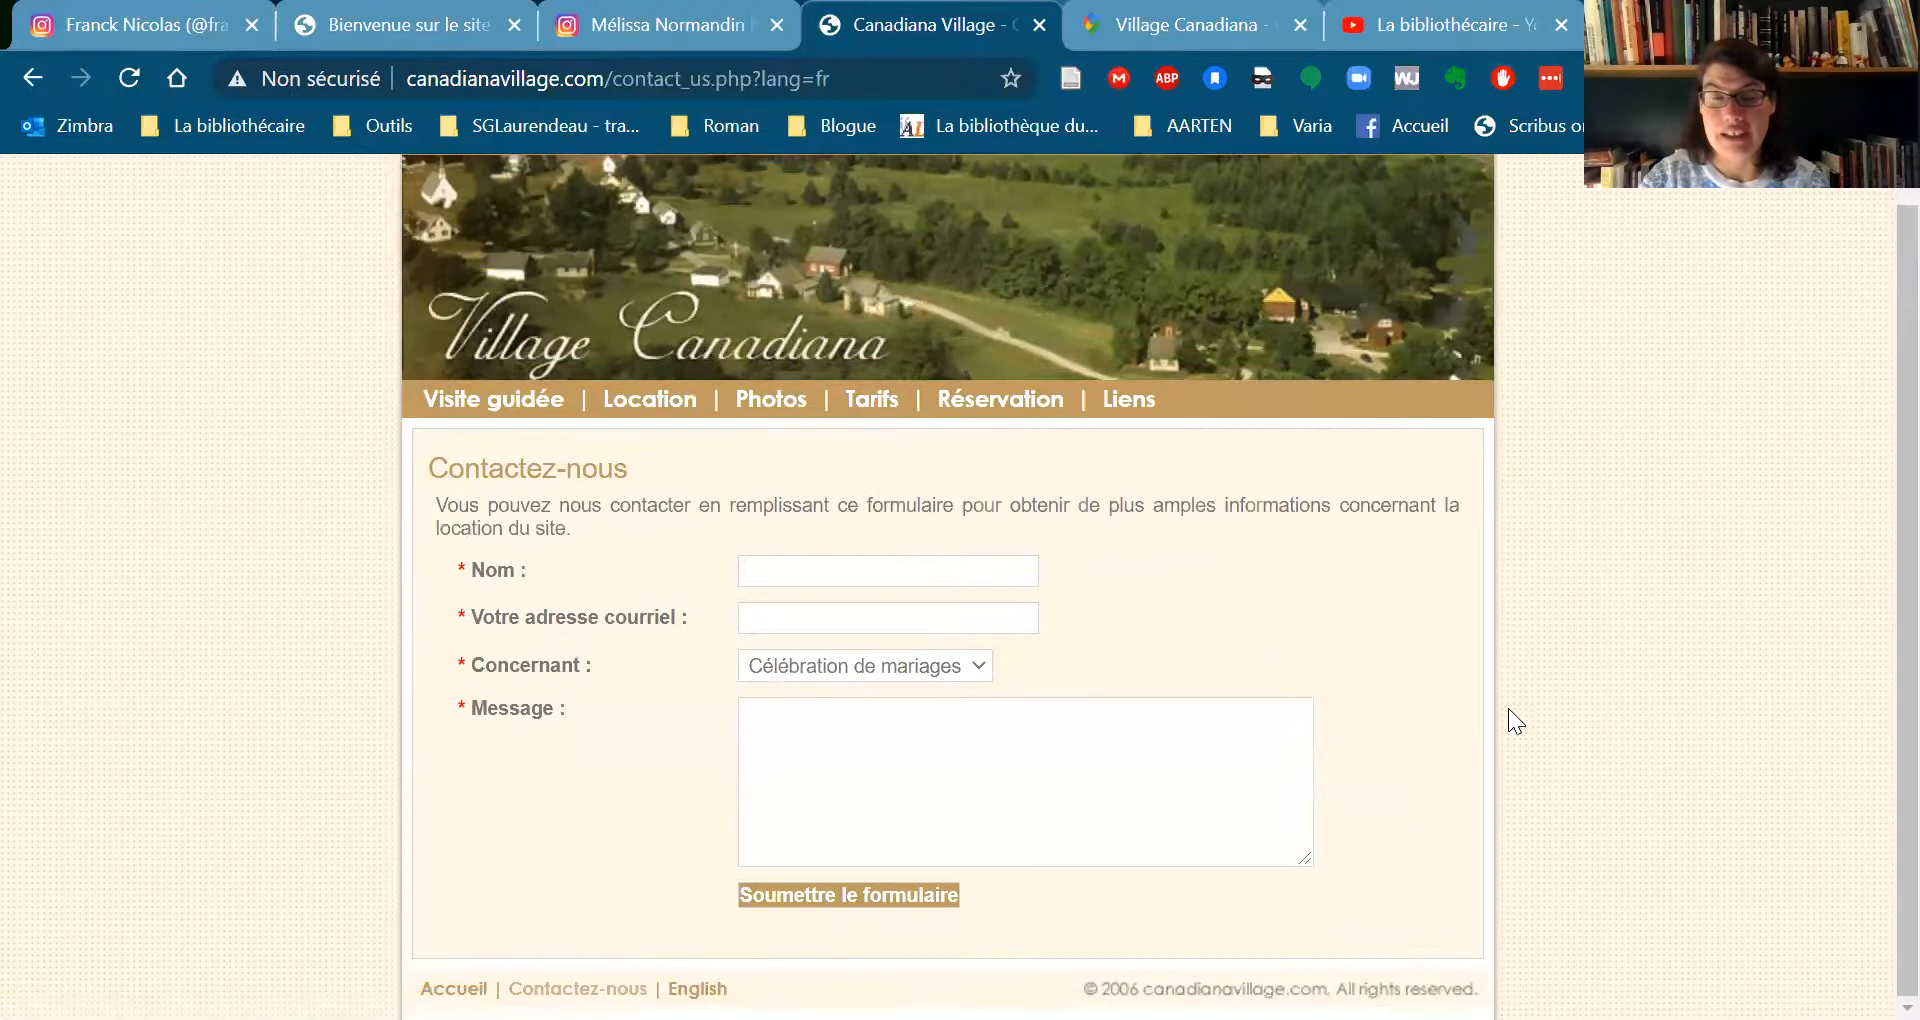 Franck Nicolas (@fra
Bienvenue sur le site
Mélissa Normandin
Canadiana Village -
Village Canadiana -
La bibliothécaire - Yo
Non sécurisé
canadianavillage.com/contact_us.php?lang=fr
ABP
Zimbra
La bibliothécaire
Outils
SGLaurendeau - tra...
Roman
Blogue
La bibliothèque du...
AARTEN
Varia
Accueil
Scribus on
Village Canadiana
Visite guidée | Location | Photos | Tarifs | Réservation | Liens
Contactez-nous
Vous pouvez nous contacter en remplissant ce formulaire pour obtenir de plus amples informations concernant la
location du site.
* Nom :
* Votre adresse courriel :
* Concernant :
Célébration de mariages
* Message :
Soumettre le formulaire
Accueil | Contactez-nous | English
© 2006 canadianavillage.com, All rights reserved.